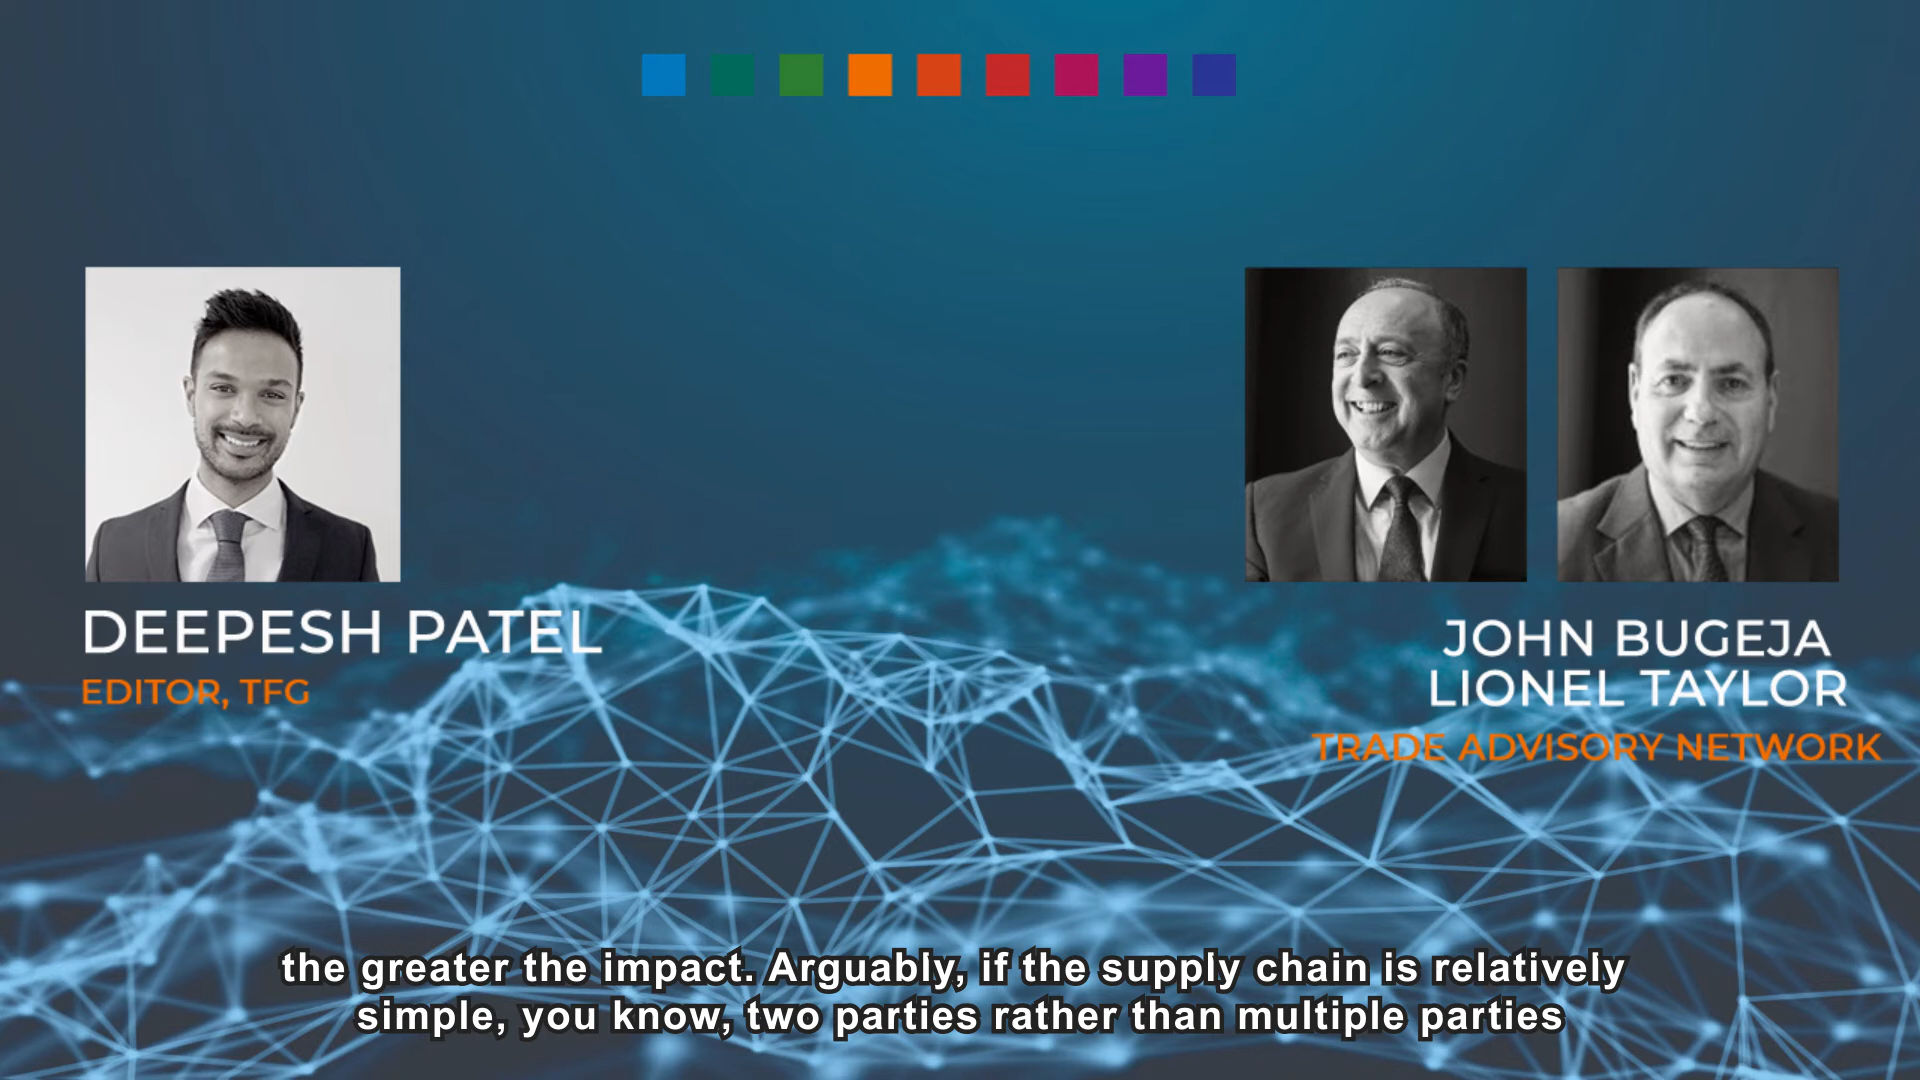 DEEPESH PATEL
EDITOR, TFG
JOHN BUGEJA
LIONEL TAYLOR
TRADE ADVISORY NETWORK
the greater the impact. Arguably, if the supply chain is relatively
simple, you know, two parties rather than multiple parties